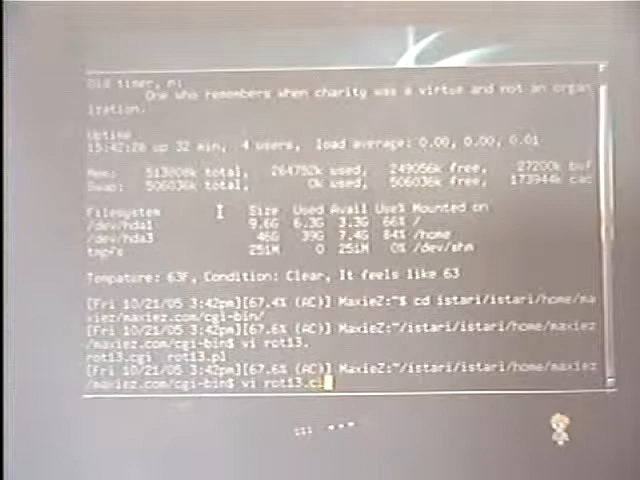 Old timer, n:
One who remembers when charity was a virtue and not an organ
ization.
Uptime
15:42:26 up 32 min, 4 users, load average: 0.00, 0.00, 0.01
Mem: 513808k total, 264752k used, 249056k free, 27200k buf
Swap: 506036k total, 0k used, 506036k free, 173944k cac
Filesystem Size Used Avail Use% Mounted on
/dev/hda1 9.6G 6.3G 3.3G 66% /
/dev/hda3 46G 39G 7.4G 84% /home
tmpfs 251M 0 251M 0% /dev/shm
Tempature: 63F, Condition: Clear, It feels like 63
[Fri 10/21/05 3:42pm][67.4% (AC)] MaxieZ:~$ cd istari/istari/home/ma
xiez/maxiez.com/cgi-bin/
[Fri 10/21/05 3:42pm][67.6% (AC)] MaxieZ:~/istari/istari/home/maxiez
/maxiez.com/cgi-bin$ vi rot13.
rot13.cgi rot13.pl
[Fri 10/21/05 3:42pm][67.6% (AC)] MaxieZ:~/istari/istari/home/maxiez
/maxiez.com/cgi-bin$ vi rot13.c